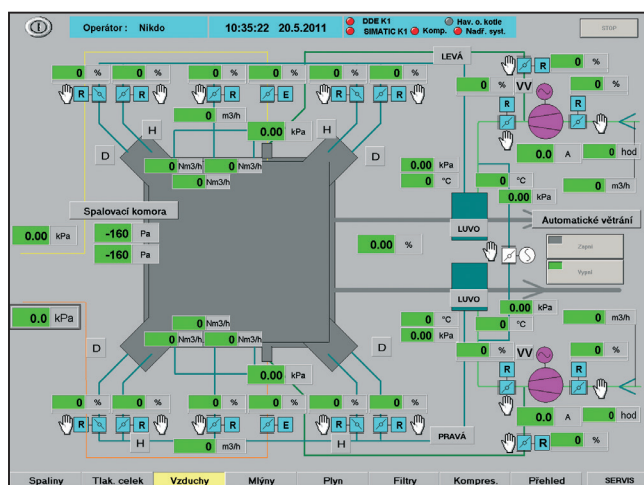 Operátor : Nikdo
10:35:22 20.5.2011
DDE K1
Hav. o. kotle
SIMATIC K1
Komp.
Nadř. syst.
STOP
LEVÁ
0 % 0 % 0 % 0 % 0 % 0 %
0 % VV 0 %
R R R E R R
R
R R
0 m3/h
0.00 kPa
H H
D D
0.0 A 0 hod
0 Nm3/h 0 Nm3/h
0 Nm3/h
0.00 kPa
0 °C
0 °C
0.00 kPa
0 m3/h
Spalovací komora
-160 Pa
-160 Pa
0.00 kPa
LUVO
Automatické větrání
0.00 %
Zapni
Vypni
0.0 kPa
LUVO
0 Nm3/h
0 Nm3/h 0 Nm3/h
0 °C
0.00 kPa
0 °C
0.00 kPa
0 m3/h
D D
0.00 kPa
0 % VV 0 %
R R
0 % 0 % 0 % 0 % 0 % 0 %
R R R E R R
H H
0 m3/h
PRAVÁ
0.0 A 0 hod
R 0 %
Spaliny Tlak. celek Vzduchy Mlýny Plyn Filtry Kompres. Přehled SERVIS